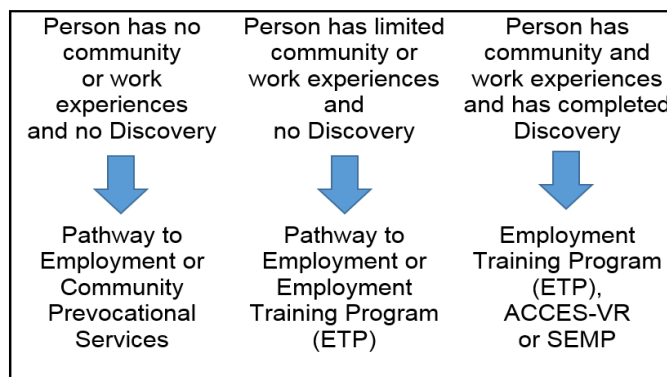 Person has no
community
or work
experiences
and no Discovery
Pathway to
Employment or
Community
Prevocational
Services
Person has limited
community or
work experiences
and
no Discovery
Pathway to
Employment or
Employment
Training Program
(ETP)
Person has
community and
work experiences
and has completed
Discovery
Employment
Training Program
(ETP),
ACCES-VR
or SEMP